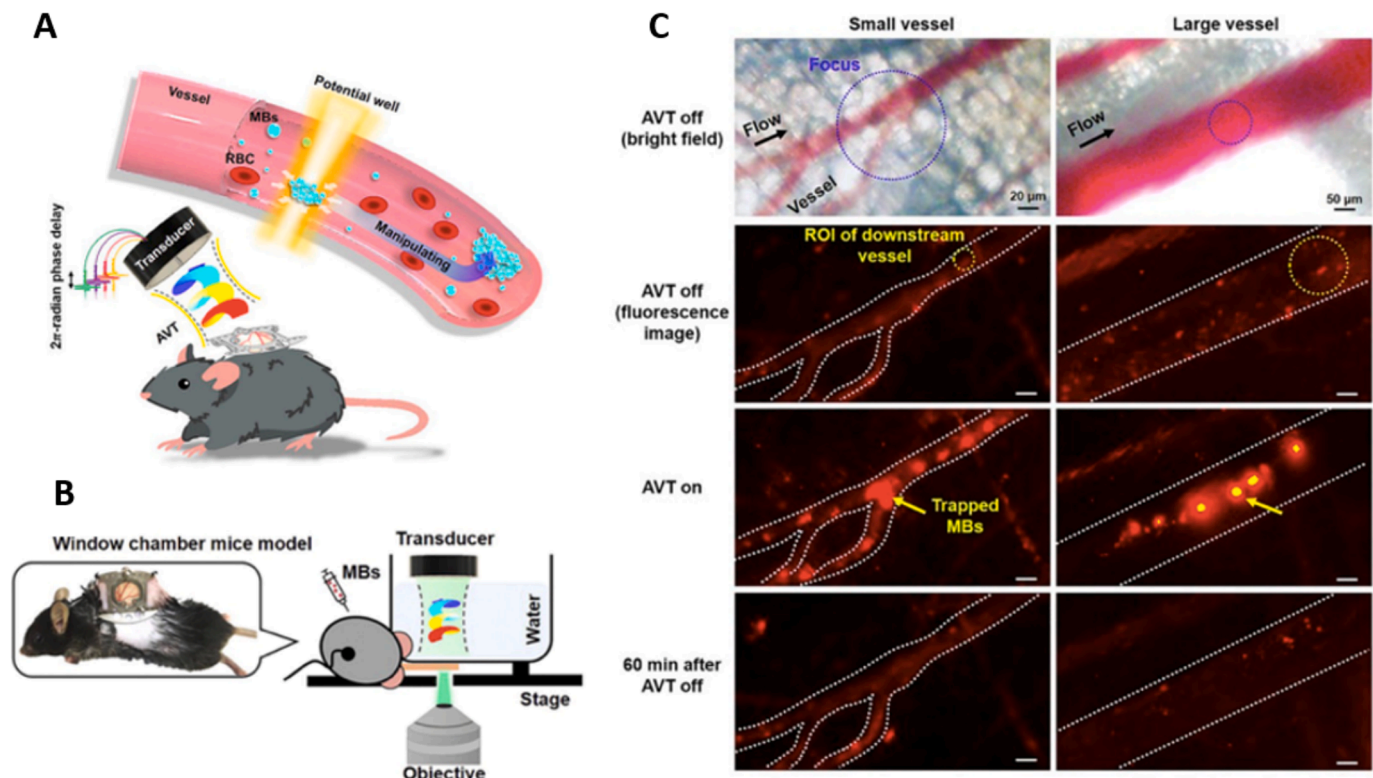 A
Potential well
Vessel
MBs
RBC
Manipulating
2π-radian phase delay
Transducer
AVT
B
Window chamber mice model
MBs
Transducer
Water
Stage
Objective
C
Small vessel
Large vessel
AVT off
(bright field)
Focus
Flow
Vessel
20 µm
Flow
50 µm
AVT off
(fluorescence
image)
ROI of downstream
vessel
AVT on
Trapped
MBs
60 min after
AVT off